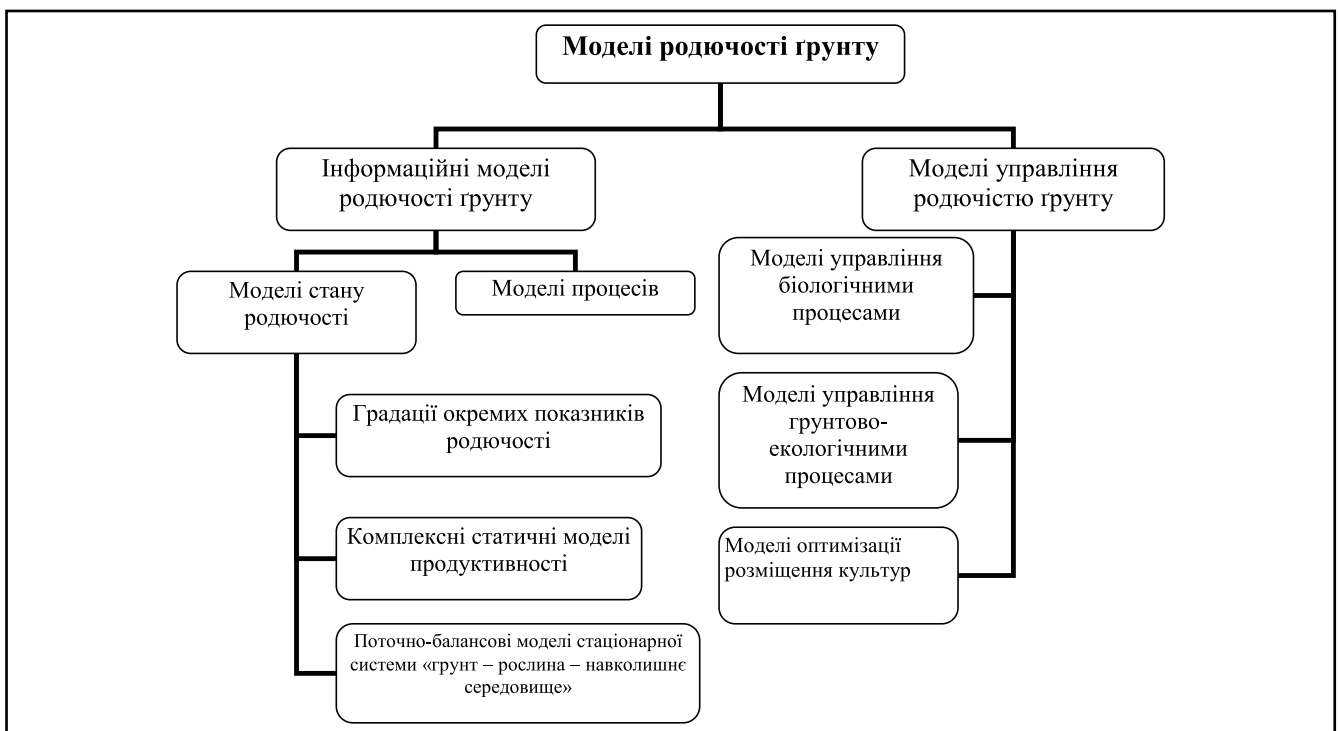 Моделі родючості ґрунту
Інформаційні моделі
родючості ґрунту
Моделі управління
родючістю ґрунту
Моделі стану
родючості
Моделі процесів
Градації окремих показників
родючості
Комплексні статичні моделі
продуктивності
Поточно-балансові моделі стаціонарної
системи «грунт – рослина – навколишнє
середовище»
Моделі управління
біологічними
процесами
Моделі управління
грунтово-
екологічними
процесами
Моделі оптимізації
розміщення культур